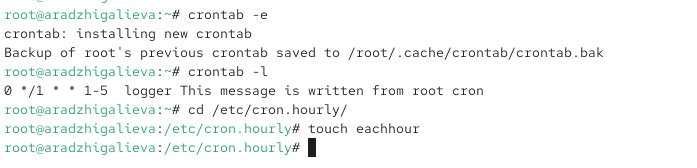 root@aradzhigalieva:~# crontab -e
crontab: installing new crontab
Backup of root's previous crontab saved to /root/.cache/crontab/crontab.bak
root@aradzhigalieva:~# crontab -l
0 */1 * * 1-5  logger This message is written from root cron
root@aradzhigalieva:~# cd /etc/cron.hourly/
root@aradzhigalieva:/etc/cron.hourly# touch eachhour
root@aradzhigalieva:/etc/cron.hourly#